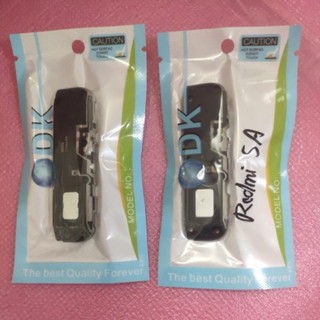 CAUTION
DK
MODEL NO:
The best Quality Forever
CAUTION
DK
Redmi 5A
MODEL NO:
The best Quality Forever